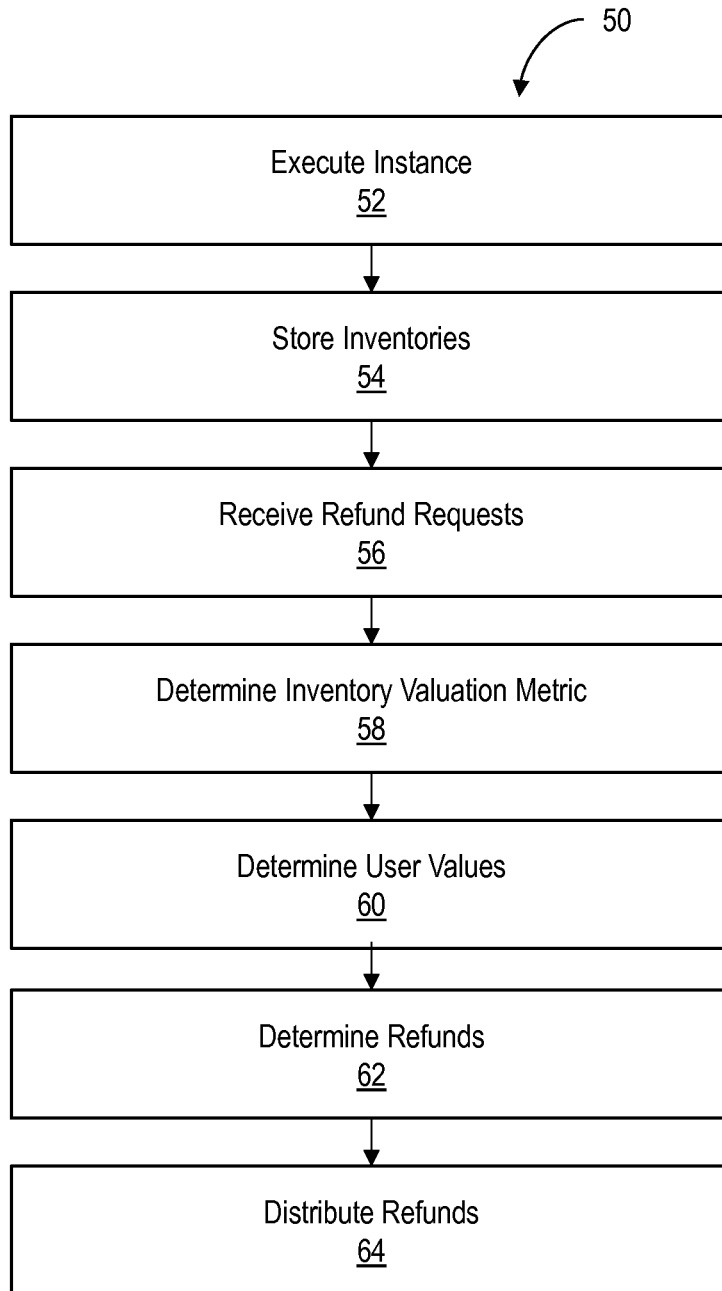 50
Execute Instance
52
Store Inventories
54
Receive Refund Requests
56
Determine Inventory Valuation Metric
58
Determine User Values
60
Determine Refunds
62
Distribute Refunds
64